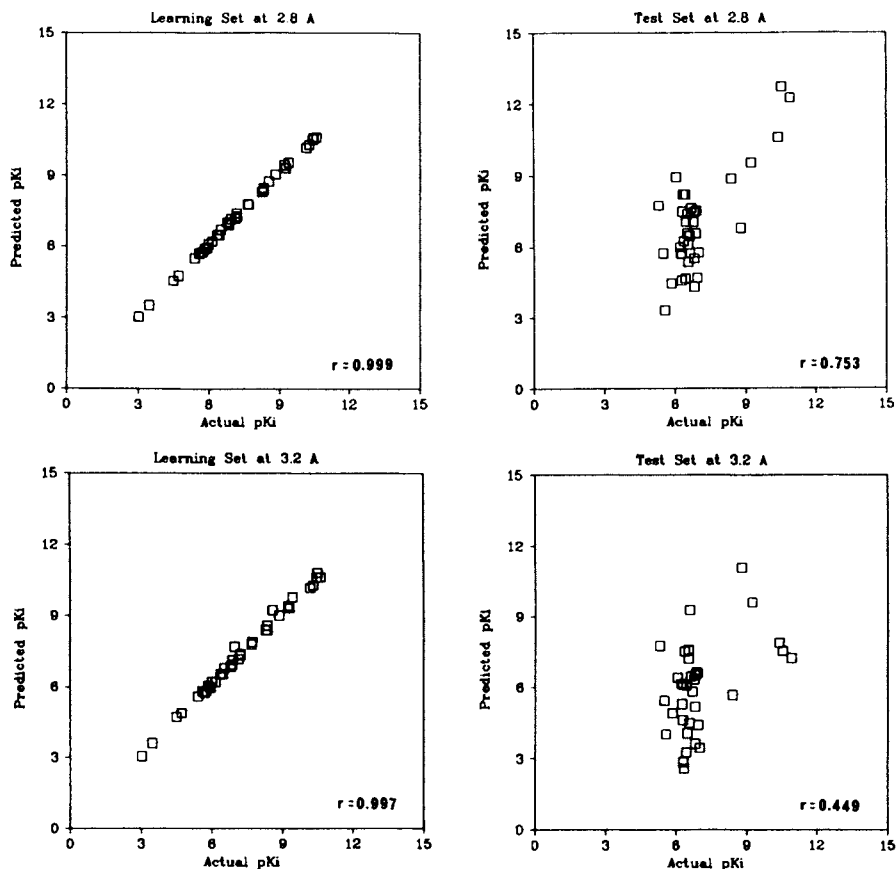 Learning Set at 2.8 A
15
12
9
6
3
0
Predicted pKi
r=0.999
0 3 6 9 12 15
Actual pKi
Test Set at 2.8 A
15
12
9
6
3
0
Predicted pKi
r=0.753
0 3 6 9 12 15
Actual pKi
Learning Set at 3.2 A
15
12
9
6
3
0
Predicted pKi
r=0.997
0 3 6 9 12 15
Actual pKi
Test Set at 3.2 A
15
12
9
6
3
0
Predicted pKi
r=0.449
0 3 6 9 12 15
Actual pKi